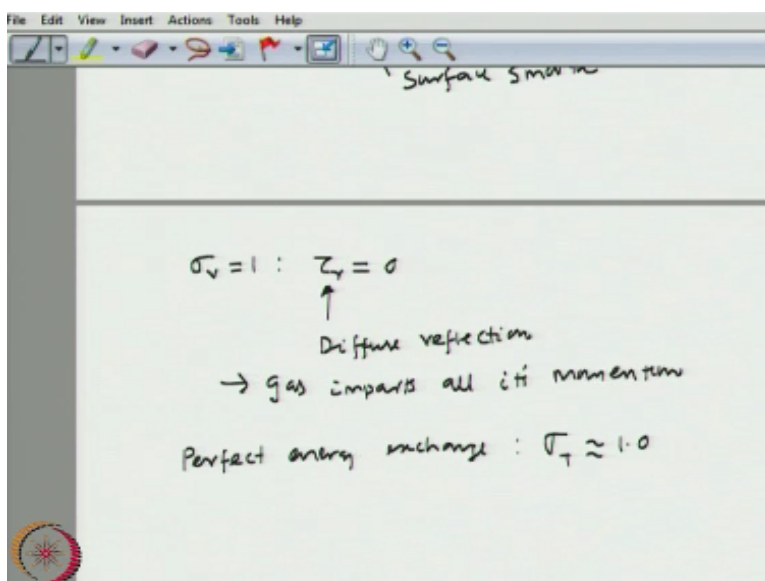 File Edit View Insert Actions Tools Help
Surface smooth
σᵥ = 1 : τᵣ = 0
Diffuse reflection
→ gas imparts all its momentum
Perfect energy exchange : σ_T ≈ 1.0